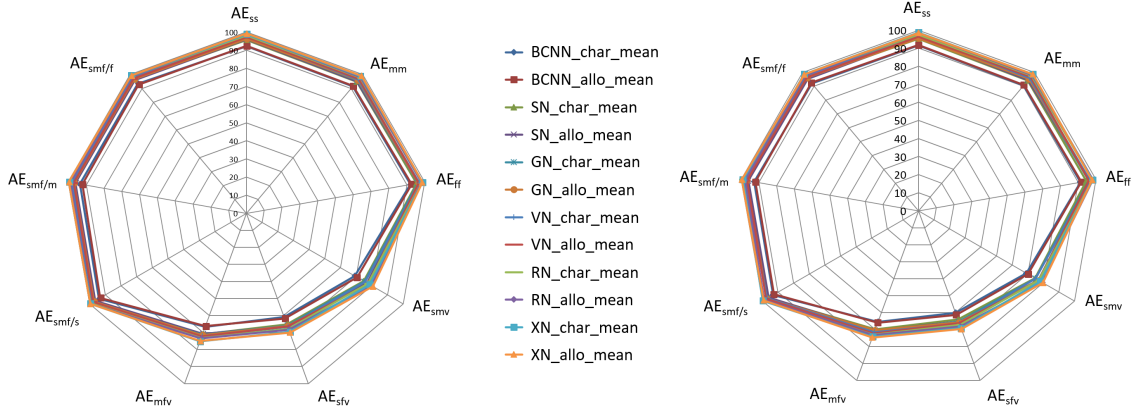 AEss
100
90
80
70
60
50
40
30
20
10
0
AEmm
AEff
AEsmv
AEsfv
AEmfv
AEsmf/s
AEsmf/m
AEsmf/f
BCNN_char_mean
BCNN_allo_mean
SN_char_mean
SN_allo_mean
GN_char_mean
GN_allo_mean
VN_char_mean
VN_allo_mean
RN_char_mean
RN_allo_mean
XN_char_mean
XN_allo_mean
AEss
100
90
80
70
60
50
40
30
20
10
0
AEmm
AEff
AEsmv
AEsfv
AEmfv
AEsmf/s
AEsmf/m
AEsmf/f